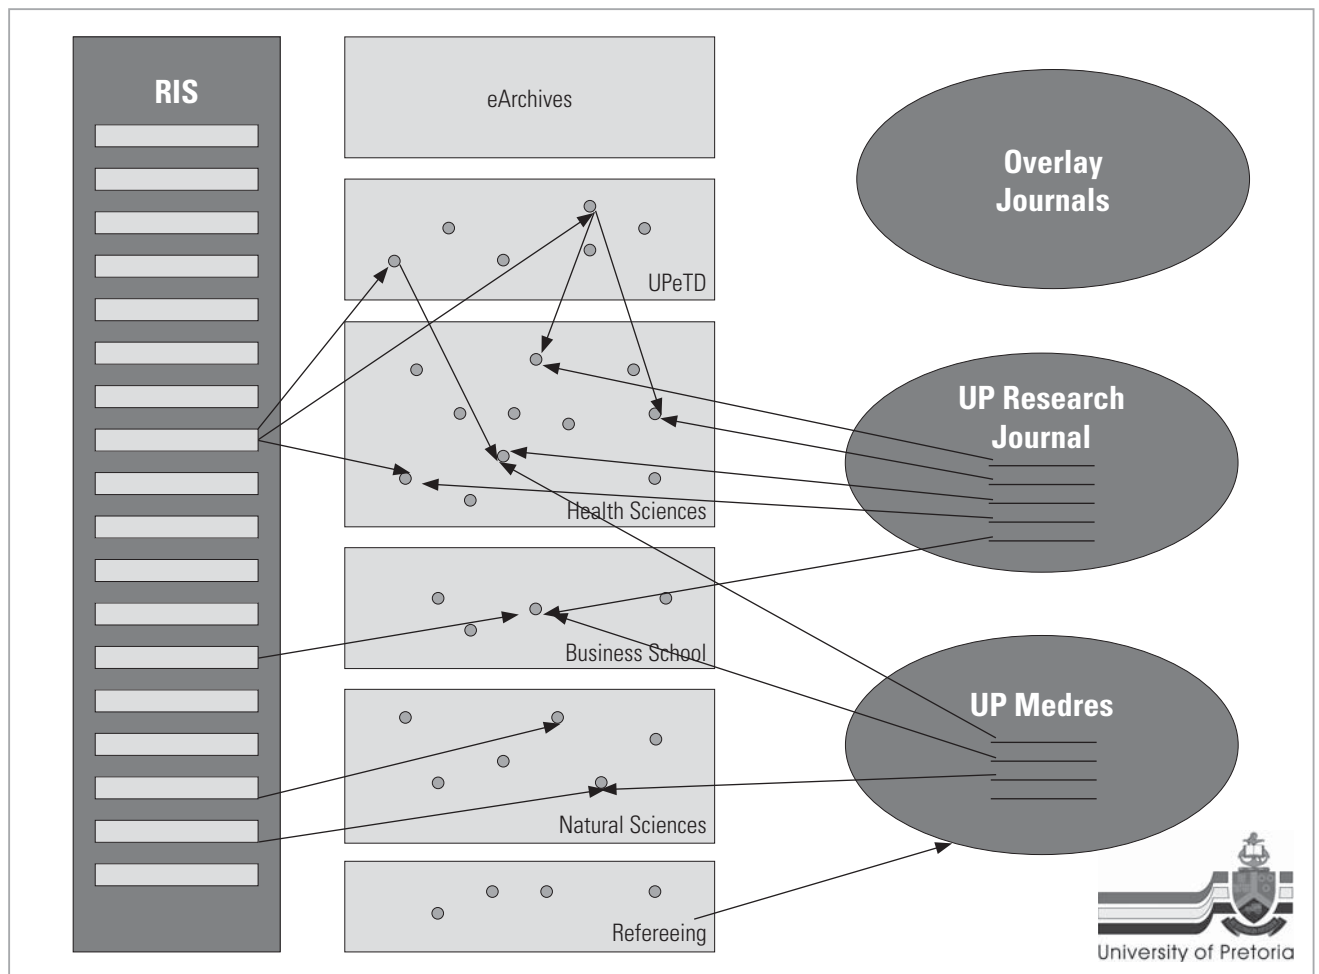 RIS
eArchives
UPeTD
Health Sciences
Business School
Natural Sciences
Refereeing
Overlay
Journals
UP Research
Journal
UP Medres
University of Pretoria